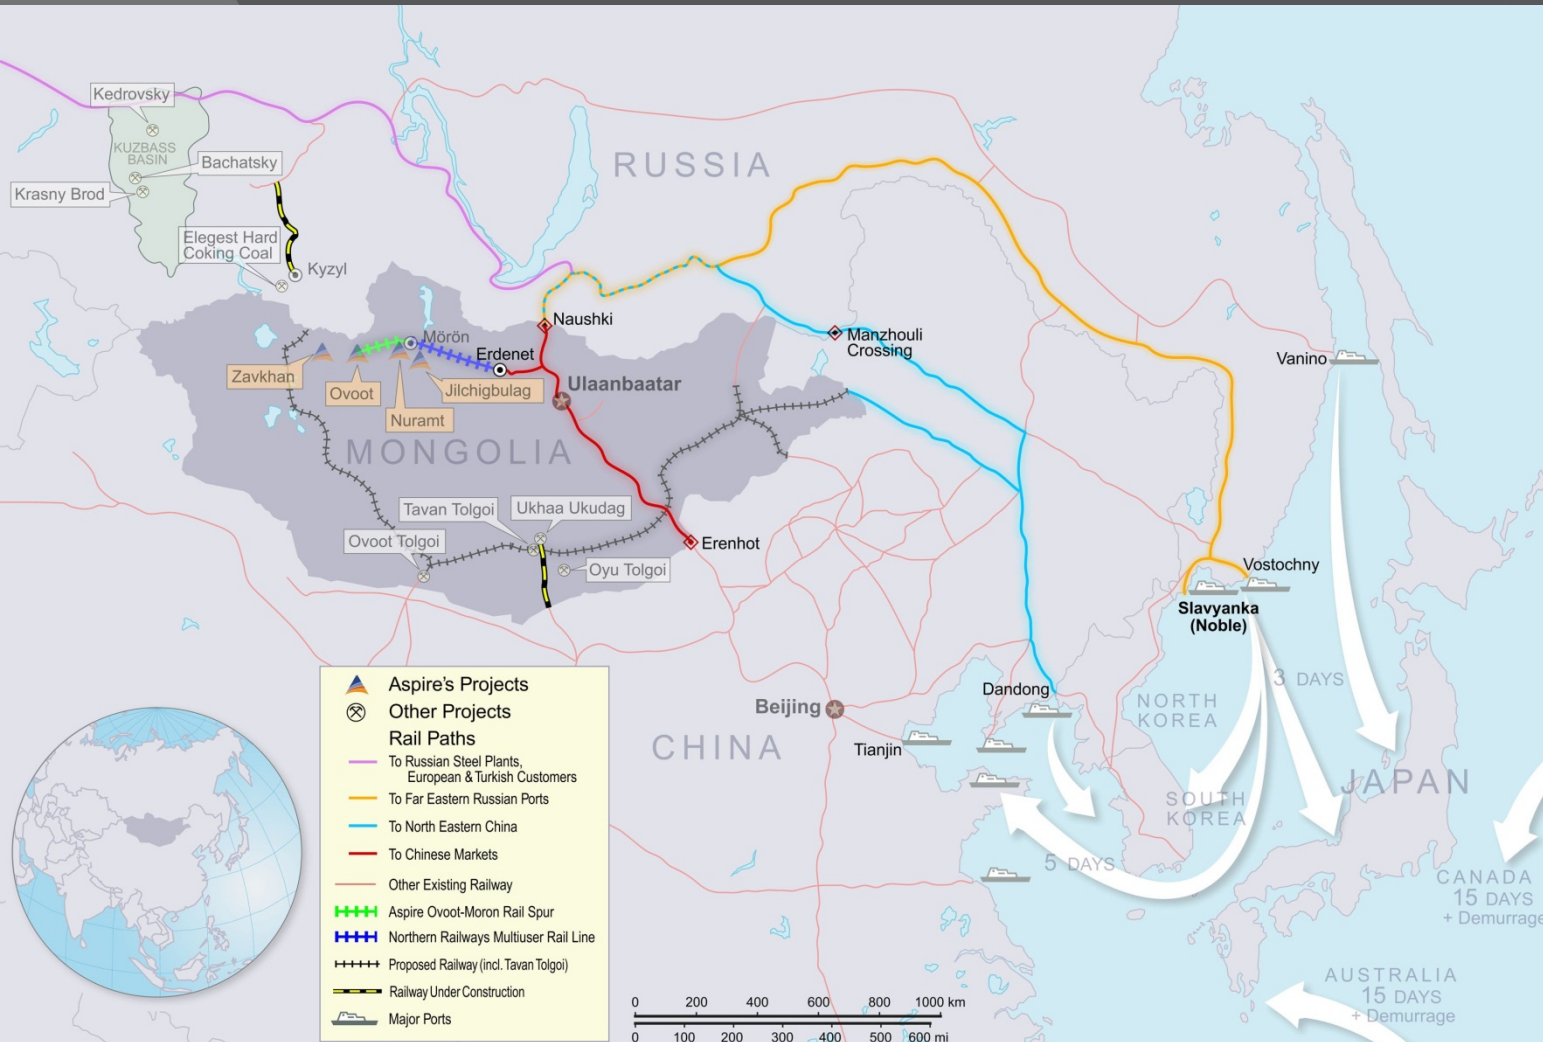 Kedrovsky
KUZBASS
BASIN
Bachatsky
Krasny Brod
Elegest Hard
Coking Coal
Kyzyl
RUSSIA
Naushki
Mörön
Erdenet
Zavkhan
Ovoot
Nuramt
Jilchigbulag
Ulaanbaatar
MONGOLIA
Manzhouli
Crossing
Vanino
Tavan Tolgoi
Ukhaa Ukudag
Ovoot Tolgoi
Oyu Tolgoi
Erenhot
Vostochny
Slavyanka
(Noble)
3 DAYS
Dandong
NORTH
KOREA
Beijing
Tianjin
CHINA
JAPAN
SOUTH
KOREA
5 DAYS
CANADA
15 DAYS
+ Demurrage
AUSTRALIA
15 DAYS
+ Demurrage
Aspire's Projects
Other Projects
Rail Paths
To Russian Steel Plants,
European & Turkish Customers
To Far Eastern Russian Ports
To North Eastern China
To Chinese Markets
Other Existing Railway
Aspire Ovoot-Moron Rail Spur
Northern Railways Multiuser Rail Line
Proposed Railway (incl. Tavan Tolgoi)
Railway Under Construction
Major Ports
0 200 400 600 800 1000 km
0 100 200 300 400 500 600 mi